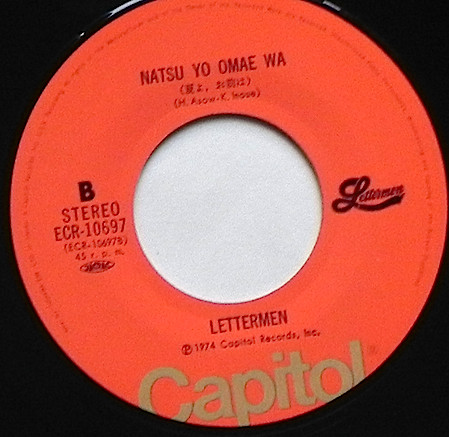 NATSU YO OMAE WA
(夏よ、お前は)
(H. Asow-K. Inoue)
B
STEREO
ECR-10697
(ECR-10697B)
45 r. p. m.
Lettermen
LETTERMEN
Ⓟ 1974 Capitol Records, Inc.
Capitol®